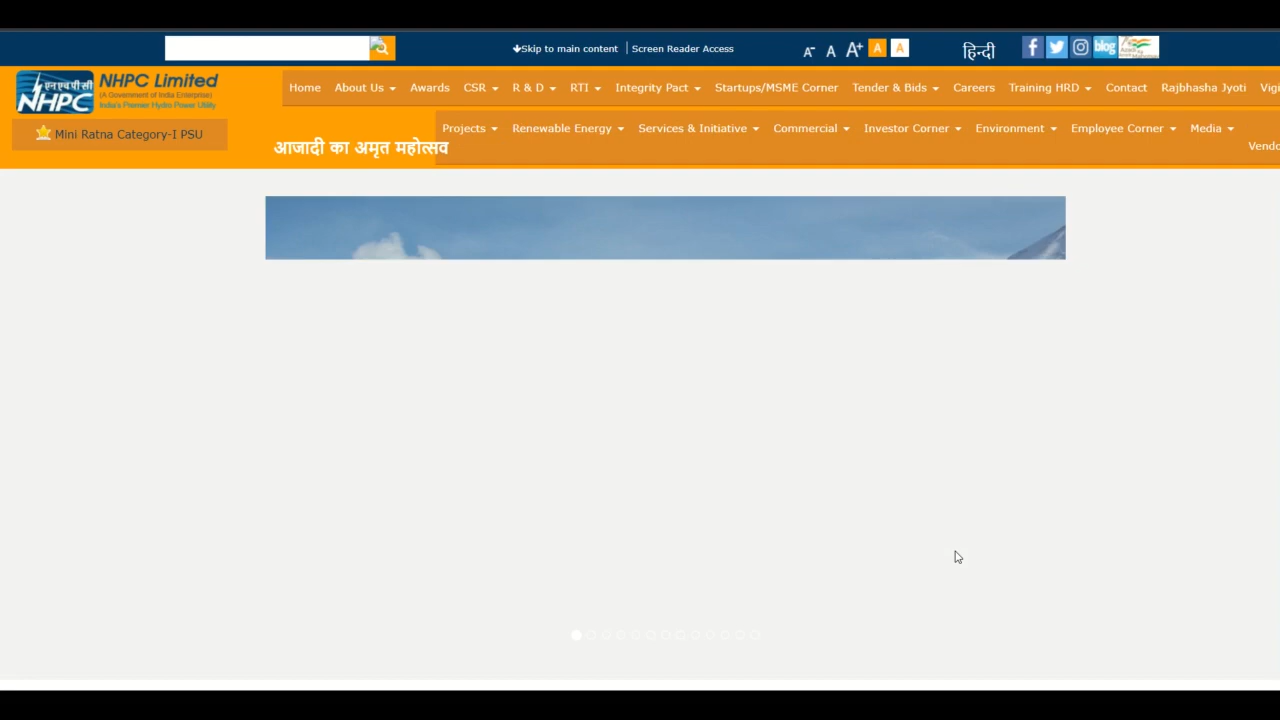 Skip to main content
Screen Reader Access
A-
A
A+
A
A
हिन्दी
f
blog
एनएचपीसी
NHPC
NHPC Limited
(A Government of India Enterprise)
India's Premier Hydro Power Utility
Mini Ratna Category-I PSU
Home About Us Awards CSR R & D RTI Integrity Pact Startups/MSME Corner Tender & Bids Careers Training HRD Contact Rajbhasha Jyoti Vigi
आजादी का अमृत महोत्सव
Projects Renewable Energy Services & Initiative Commercial Investor Corner Environment Employee Corner Media
Vendo